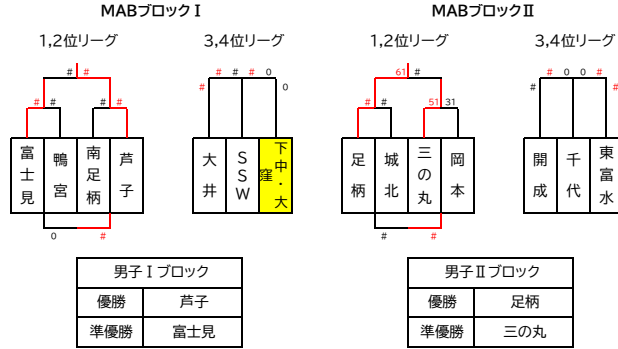 MABブロックⅠ
MABブロックⅡ
1,2位リーグ
3,4位リーグ
1,2位リーグ
3,4位リーグ
# #
# # # 0
61 #
# 0 0 # #
# # # #
# 0
# # 51 31
#
富士見
鴨宮
南足柄
芦子
大井
SSW
下中・大窪
足柄
城北
三の丸
岡本
開成
千代
東富水
0 #
# #
男子Ⅰブロック
優勝 芦子
準優勝 富士見
男子Ⅱブロック
優勝 足柄
準優勝 三の丸